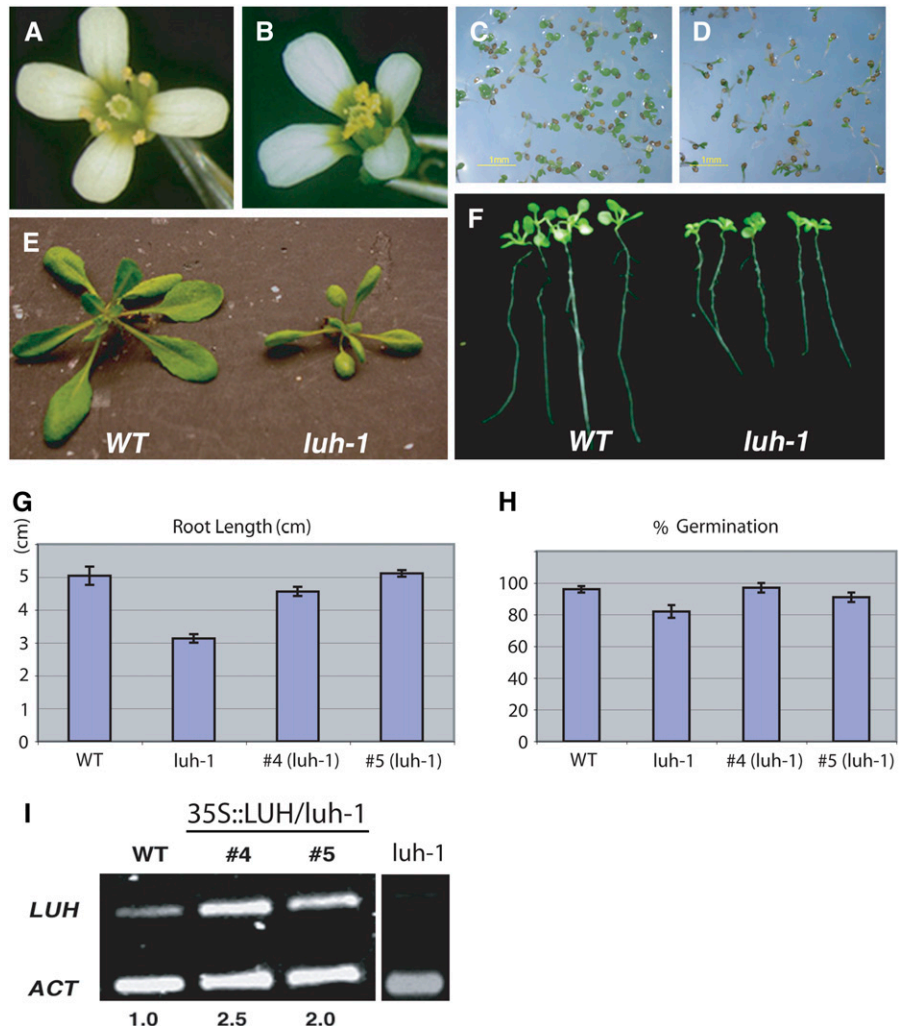 A
B
C
D
1mm
1mm
E
WT
luh-1
F
WT
luh-1
G
Root Length (cm)
(cm)
5
4
3
2
1
0
WT
luh-1
#4 (luh-1)
#5 (luh-1)
H
% Germination
100
80
60
40
20
0
WT
luh-1
#4 (luh-1)
#5 (luh-1)
I
35S::LUH/luh-1
WT
#4
#5
luh-1
LUH
ACT
1.0
2.5
2.0